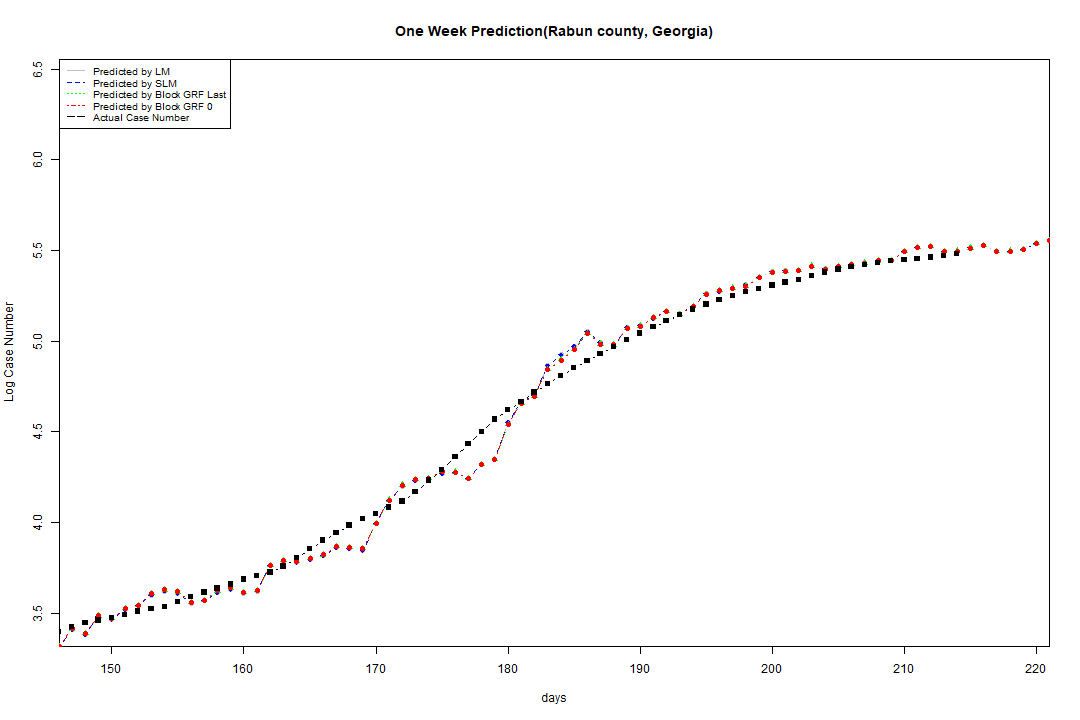 One Week Prediction(Rabun county, Georgia)
Predicted by LM
Predicted by SLM
Predicted by Block GRF Last
Predicted by Block GRF 0
Actual Case Number
6.5
6.0
5.5
5.0
4.5
4.0
3.5
Log Case Number
150 160 170 180 190 200 210 220
days